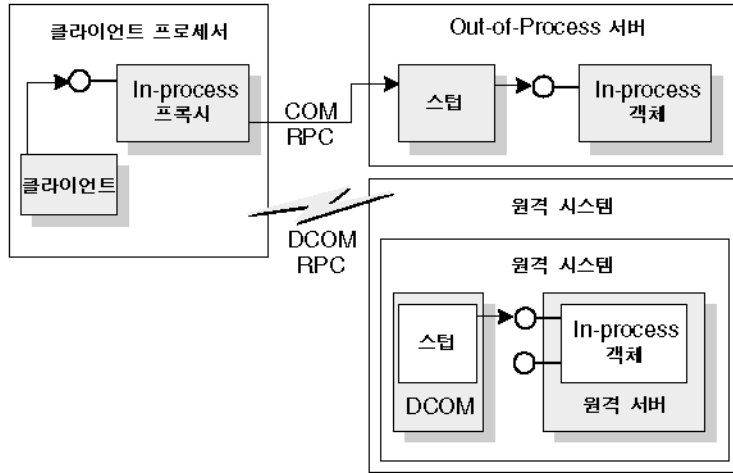 클라이언트 프로세서
In-process
프록시
클라이언트
COM
RPC
Out-of-Process 서버
스텁
In-process
객체
DCOM
RPC
원격 시스템
원격 시스템
스텁
DCOM
In-process
객체
원격 서버